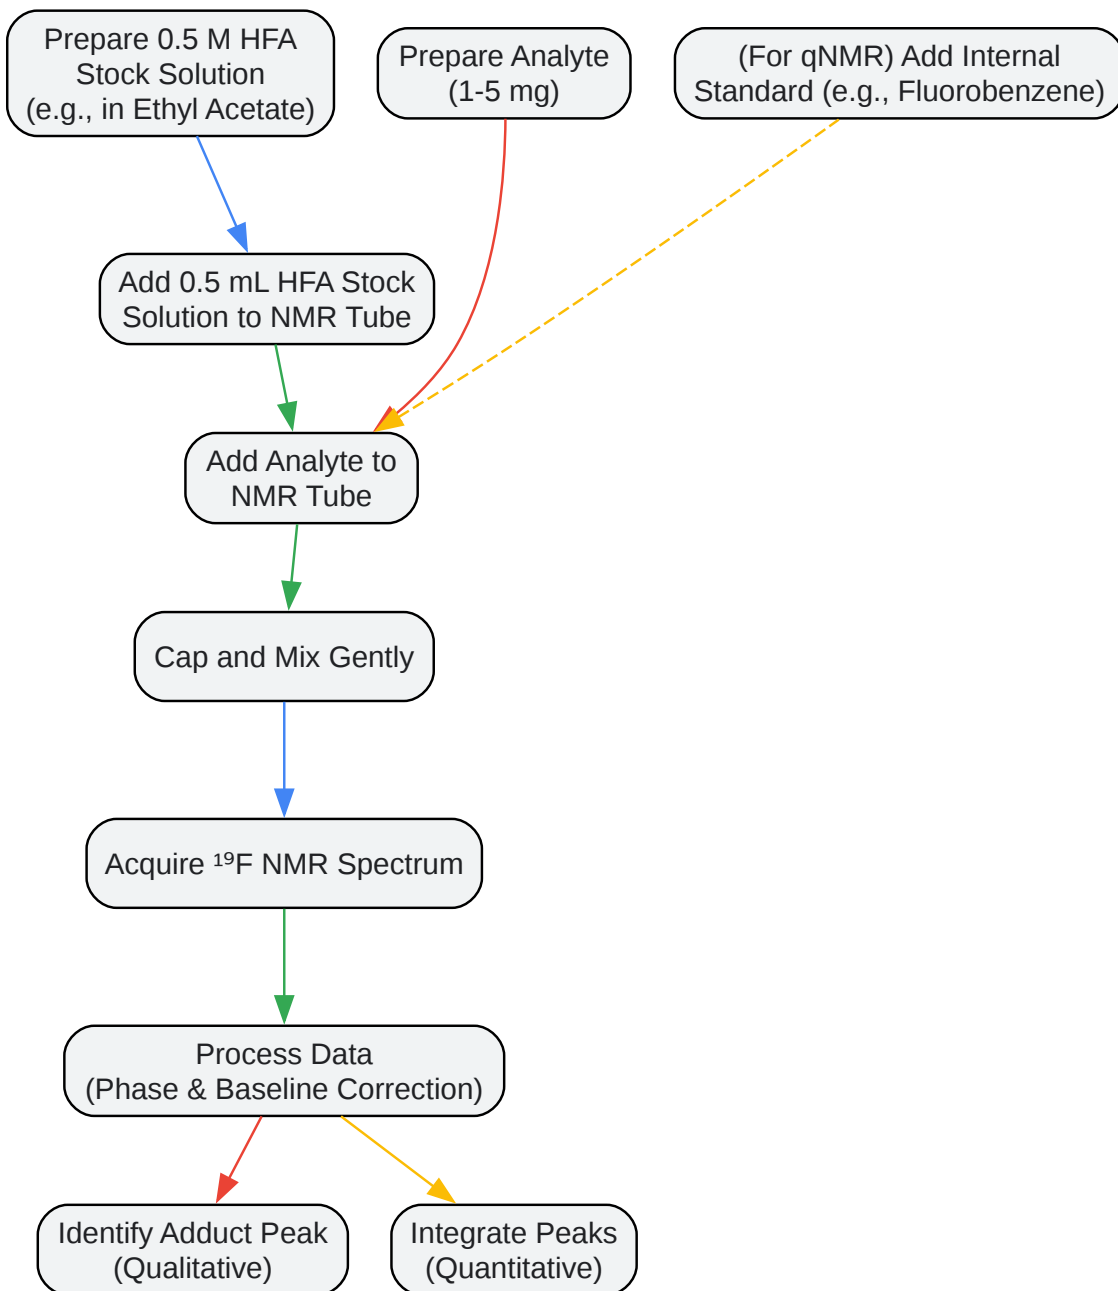 Prepare 0.5 M HFA
Stock Solution
(e.g., in Ethyl Acetate)
Prepare Analyte
(1-5 mg)
(For qNMR) Add Internal
Standard (e.g., Fluorobenzene)
Add 0.5 mL HFA Stock
Solution to NMR Tube
Add Analyte to
NMR Tube
Cap and Mix Gently
Acquire ¹⁹F NMR Spectrum
Process Data
(Phase & Baseline Correction)
Identify Adduct Peak
(Qualitative)
Integrate Peaks
(Quantitative)